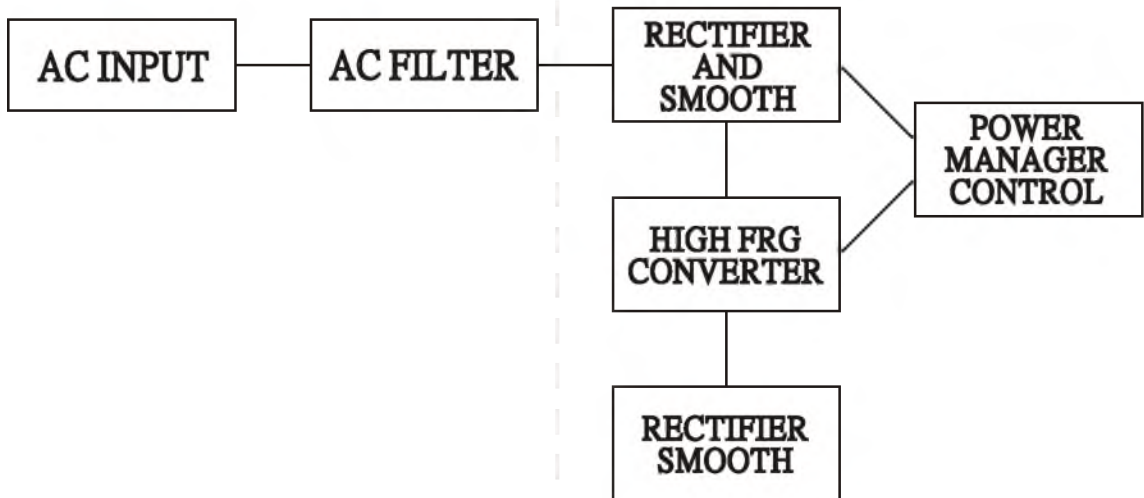 AC INPUT
AC FILTER
RECTIFIER
AND
SMOOTH
POWER
MANAGER
CONTROL
HIGH FRG
CONVERTER
RECTIFIER
SMOOTH